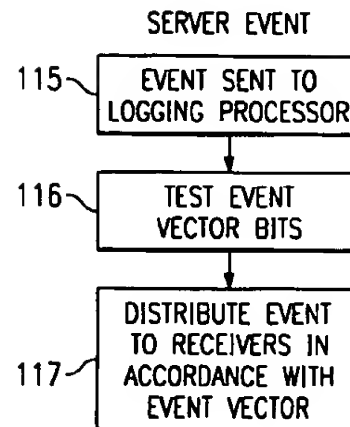 SERVER EVENT
115
EVENT SENT TO
LOGGING PROCESSOR
116
TEST EVENT
VECTOR BITS
117
DISTRIBUTE EVENT
TO RECEIVERS IN
ACCORDANCE WITH
EVENT VECTOR